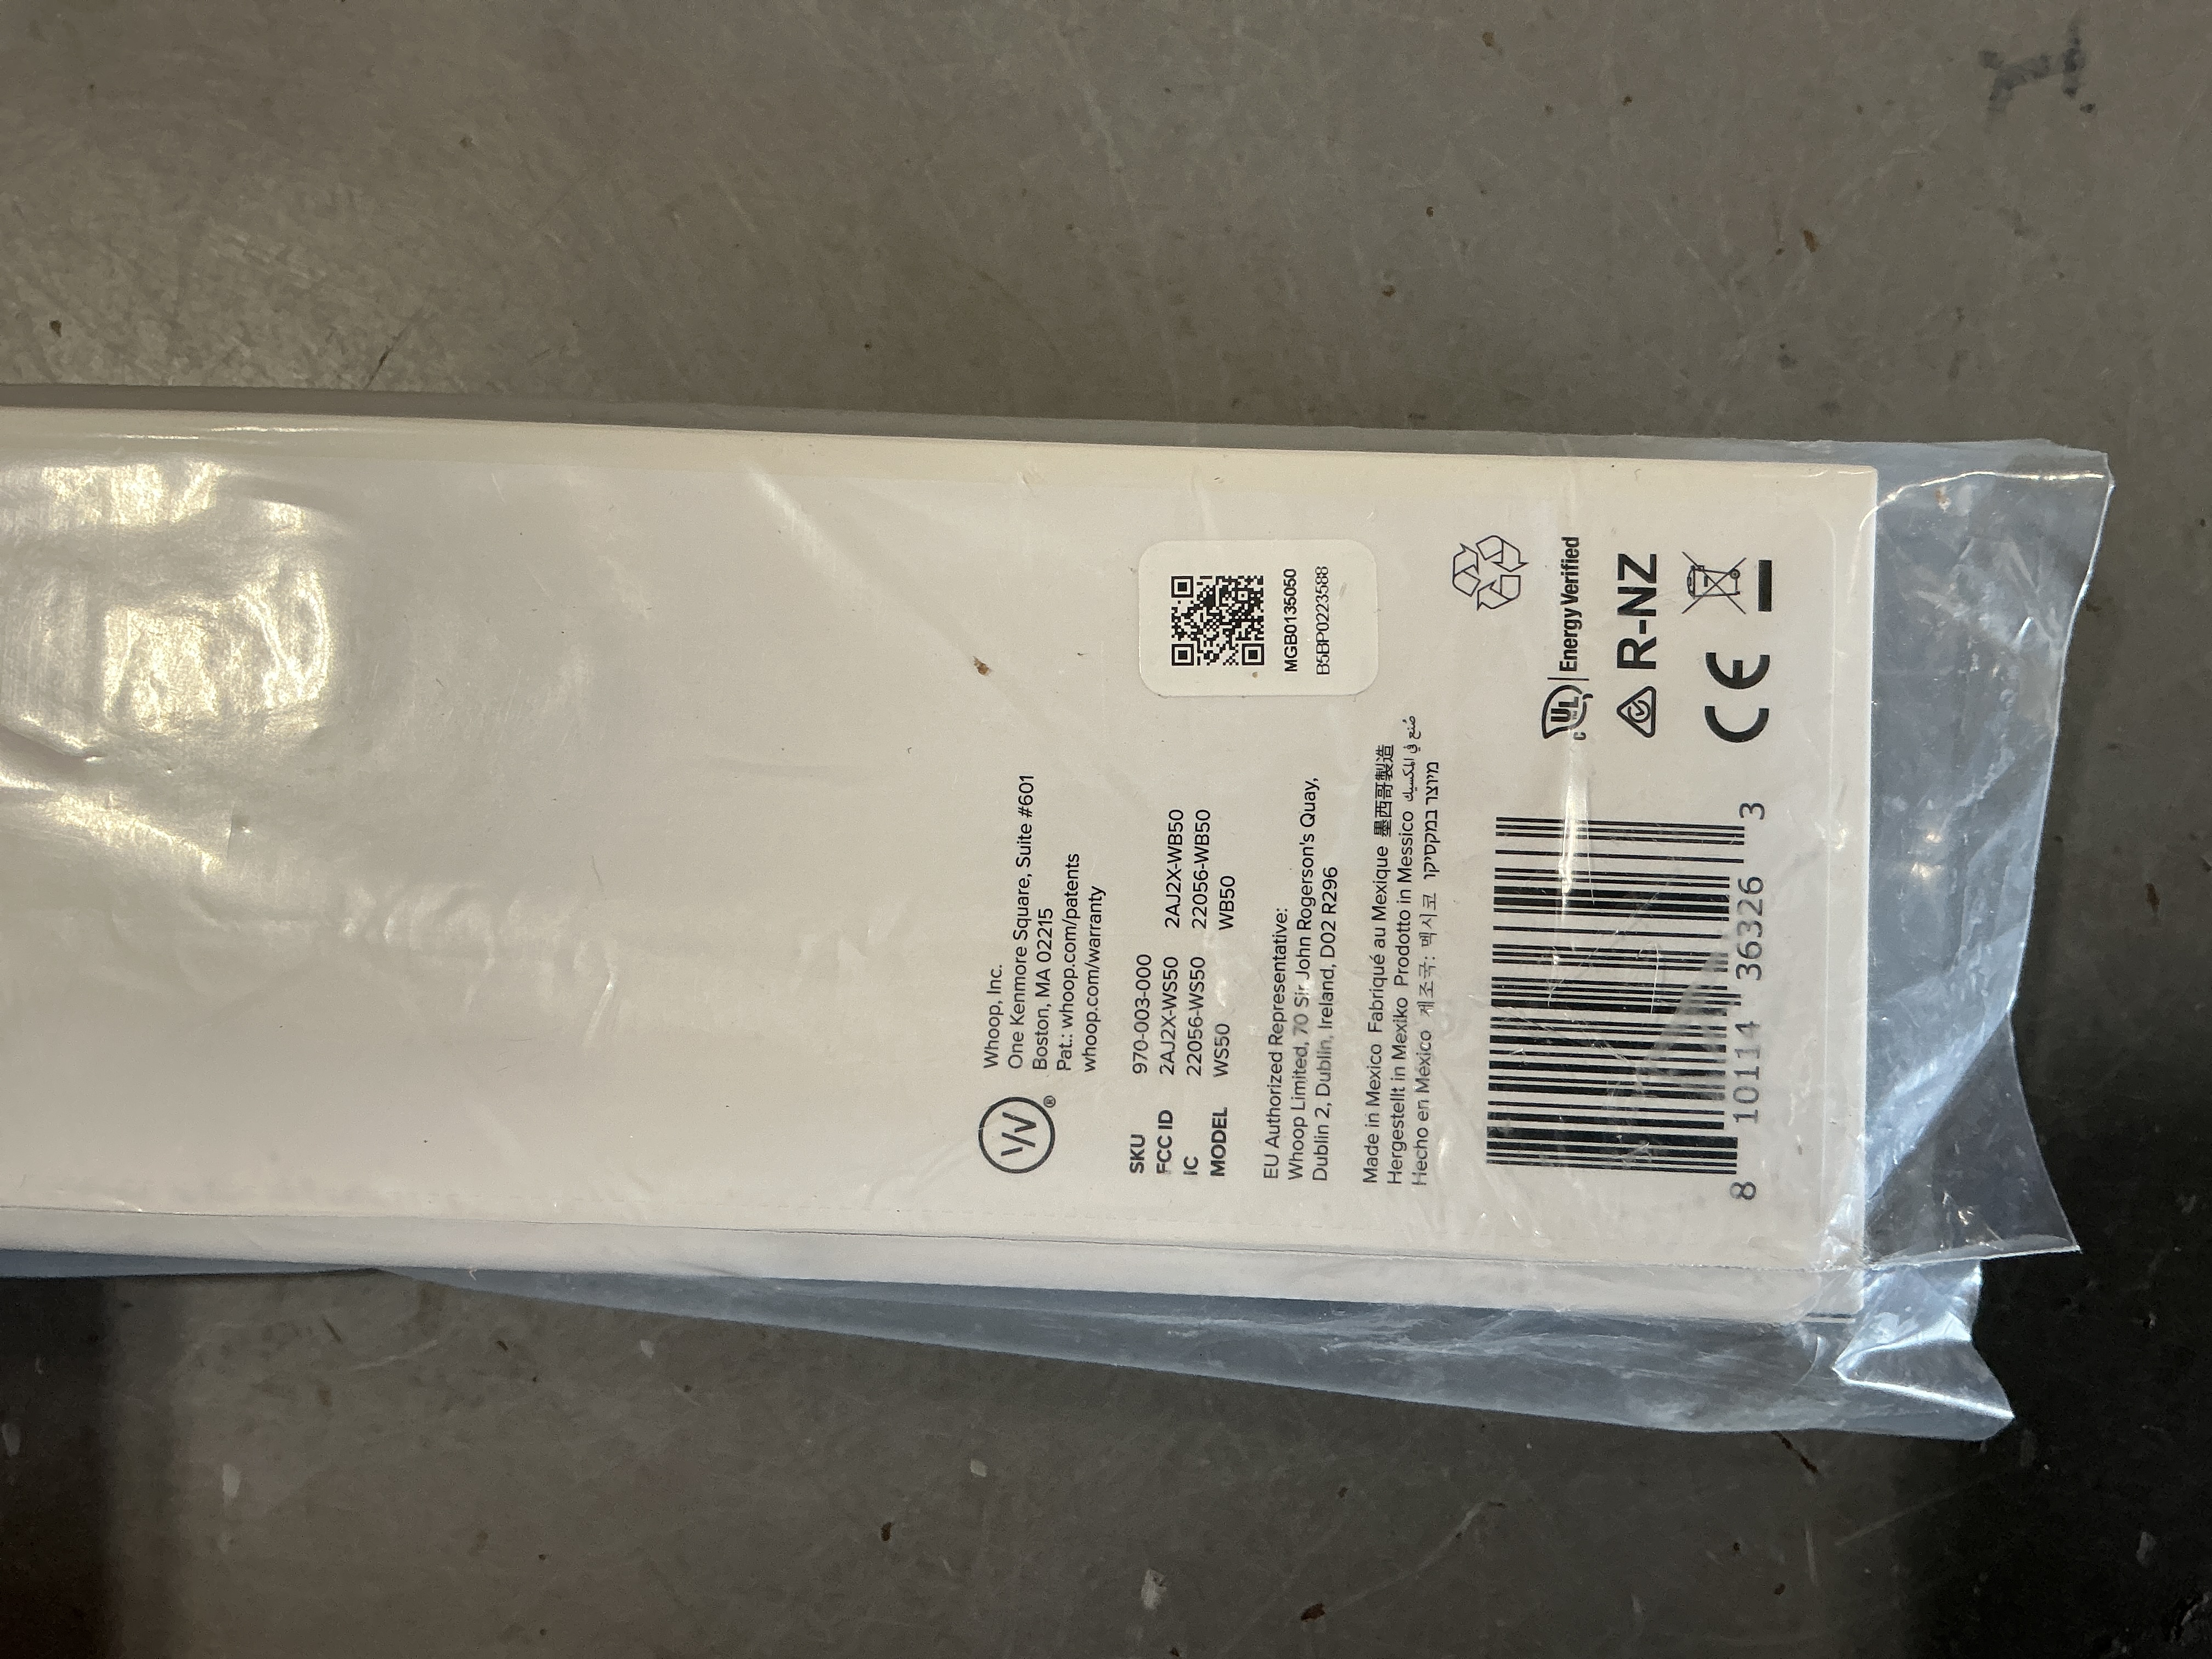 Whoop, Inc.
One Kenmore Square, Suite #601
Boston, MA 02215
Pat.: whoop.com/patents
whoop.com/warranty
SKU 970-003-000
FCC ID 2AJ2X-WS50 2AJ2X-WB50
IC 22056-WS50 22056-WB50
MODEL WS50 WB50
MGB0135050
B5BP0223588
EU Authorized Representative:
Whoop Limited, 70 Sir John Rogerson's Quay,
Dublin 2, Dublin, Ireland, D02 R296
Made in Mexico Fabriqué au Mexique 墨西哥製造
Hergestellt in Mexiko Prodotto in Messico صُنع في المكسيك
Hecho en México 제조국: 멕시코 מיוצר במקסיקו
c UL Energy Verified
R-NZ
CE
8 10114 36326 3